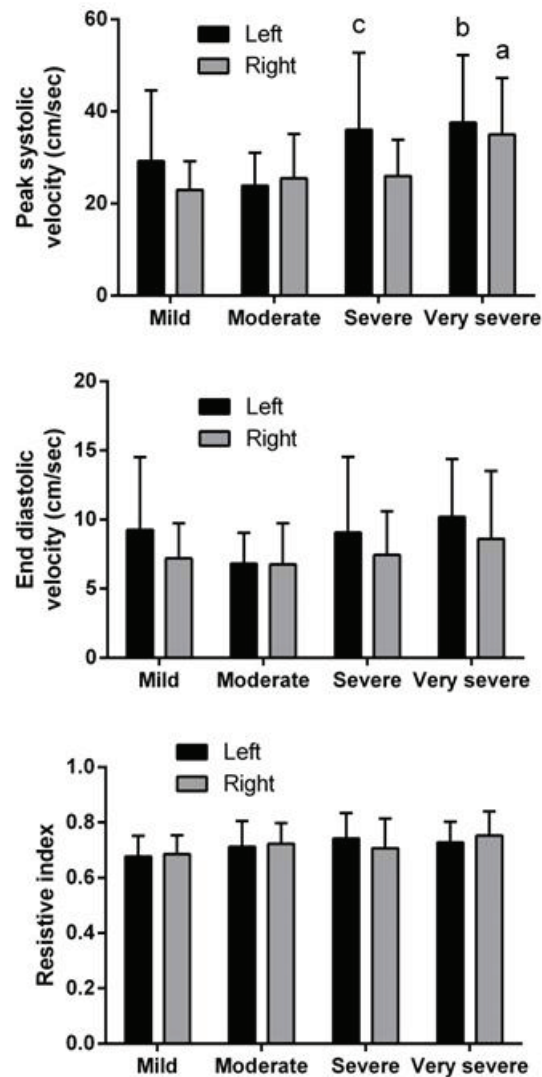 Peak systolic
velocity (cm/sec)
60
40
20
0
Left
Right
c
b
a
Mild
Moderate
Severe
Very severe
End diastolic
velocity (cm/sec)
20
15
10
5
0
Left
Right
Mild
Moderate
Severe
Very severe
Resistive index
1.0
0.8
0.6
0.4
0.2
0.0
Left
Right
Mild
Moderate
Severe
Very severe